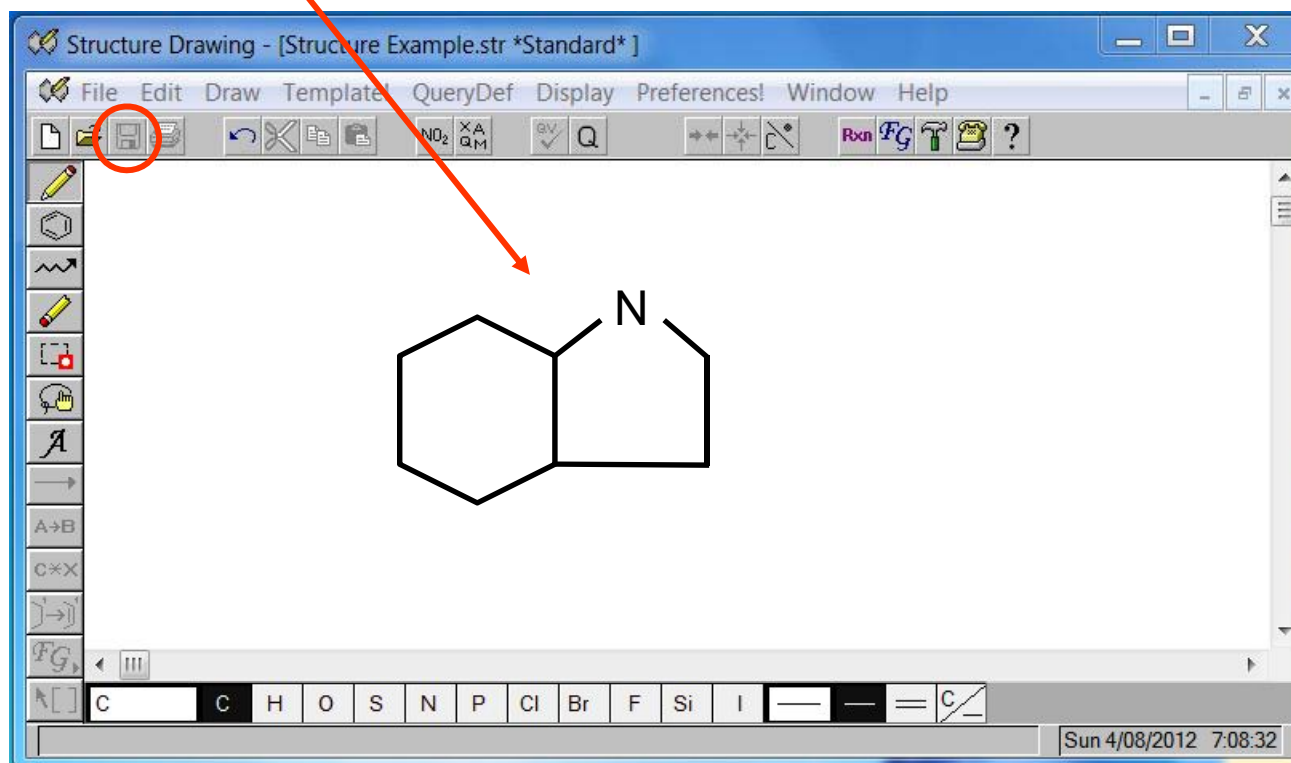 Structure Drawing - [Structure Example.str *Standard* ]
File Edit Draw Template! QueryDef Display Preferences! Window Help
NO2 XA QM QV Q Rxn FG ?
N
A
A→B
C✳X
FG
C C H O S N P Cl Br F Si I C
Sun 4/08/2012 7:08:32